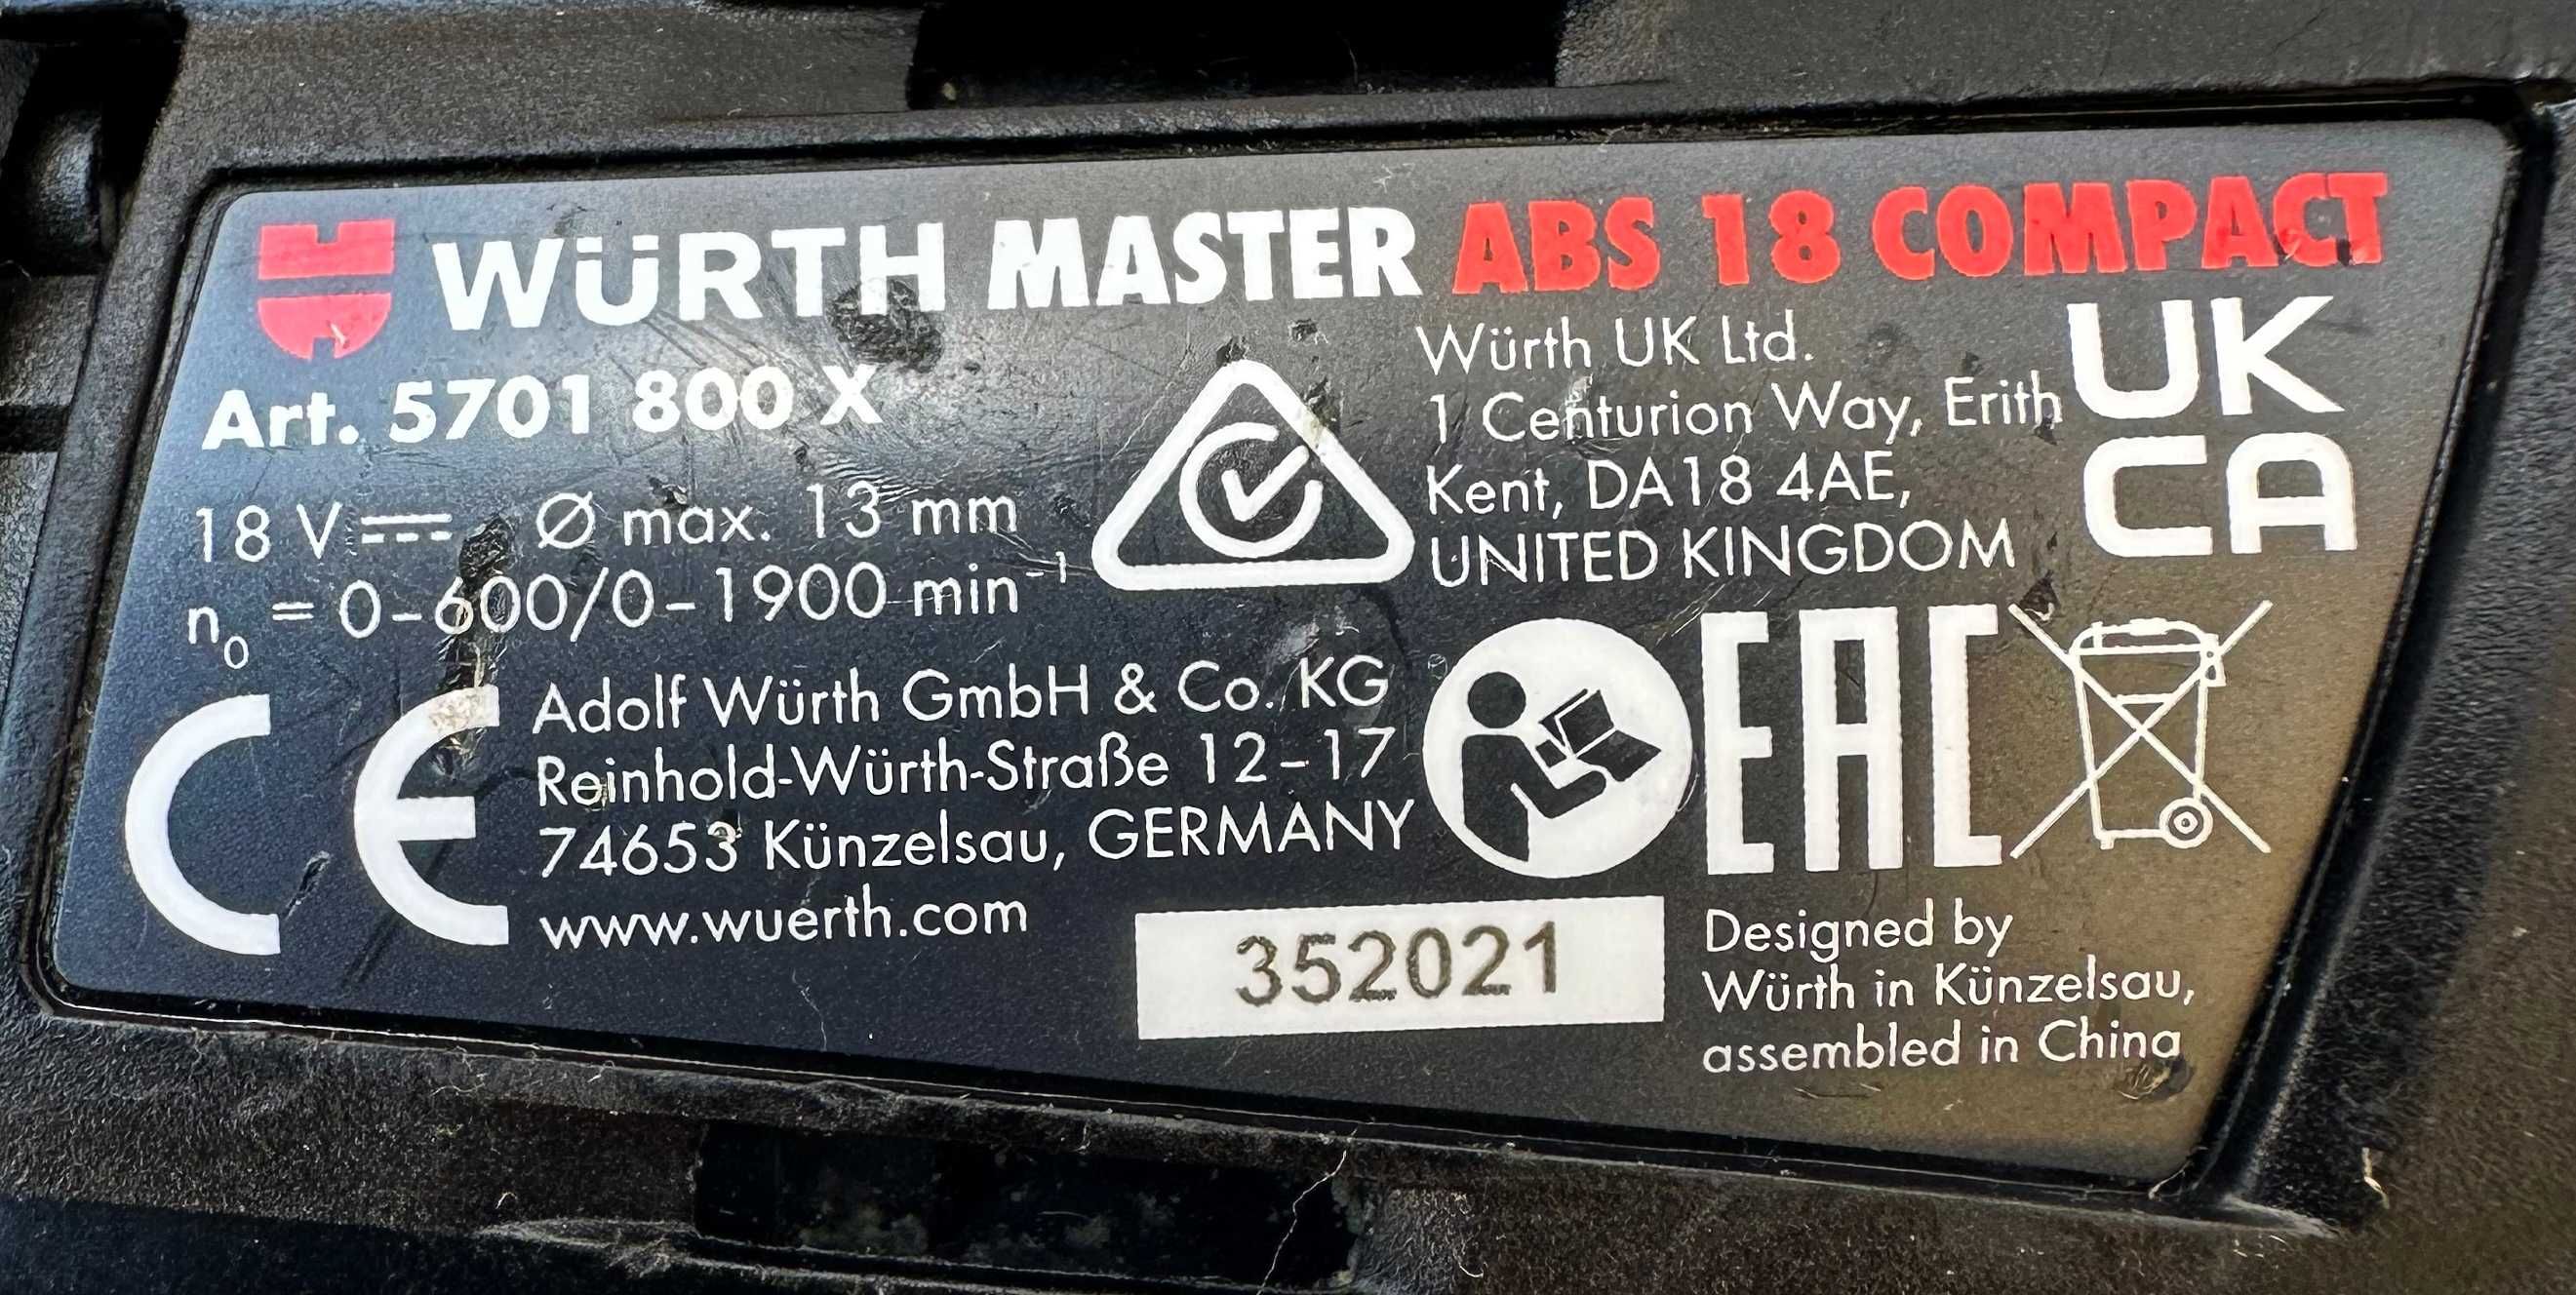 WÜRTH MASTER ABS 18 COMPACT
Art. 5701 800 X
18 V Ø max. 13 mm
n₀ = 0–600/0–1900 min⁻¹
Würth UK Ltd.
1 Centurion Way, Erith
Kent, DA18 4AE,
UNITED KINGDOM
UK
CA
CE
Adolf Würth GmbH & Co. KG
Reinhold-Würth-Straße 12–17
74653 Künzelsau, GERMANY
www.wuerth.com
EAC
352021
Designed by
Würth in Künzelsau,
assembled in China